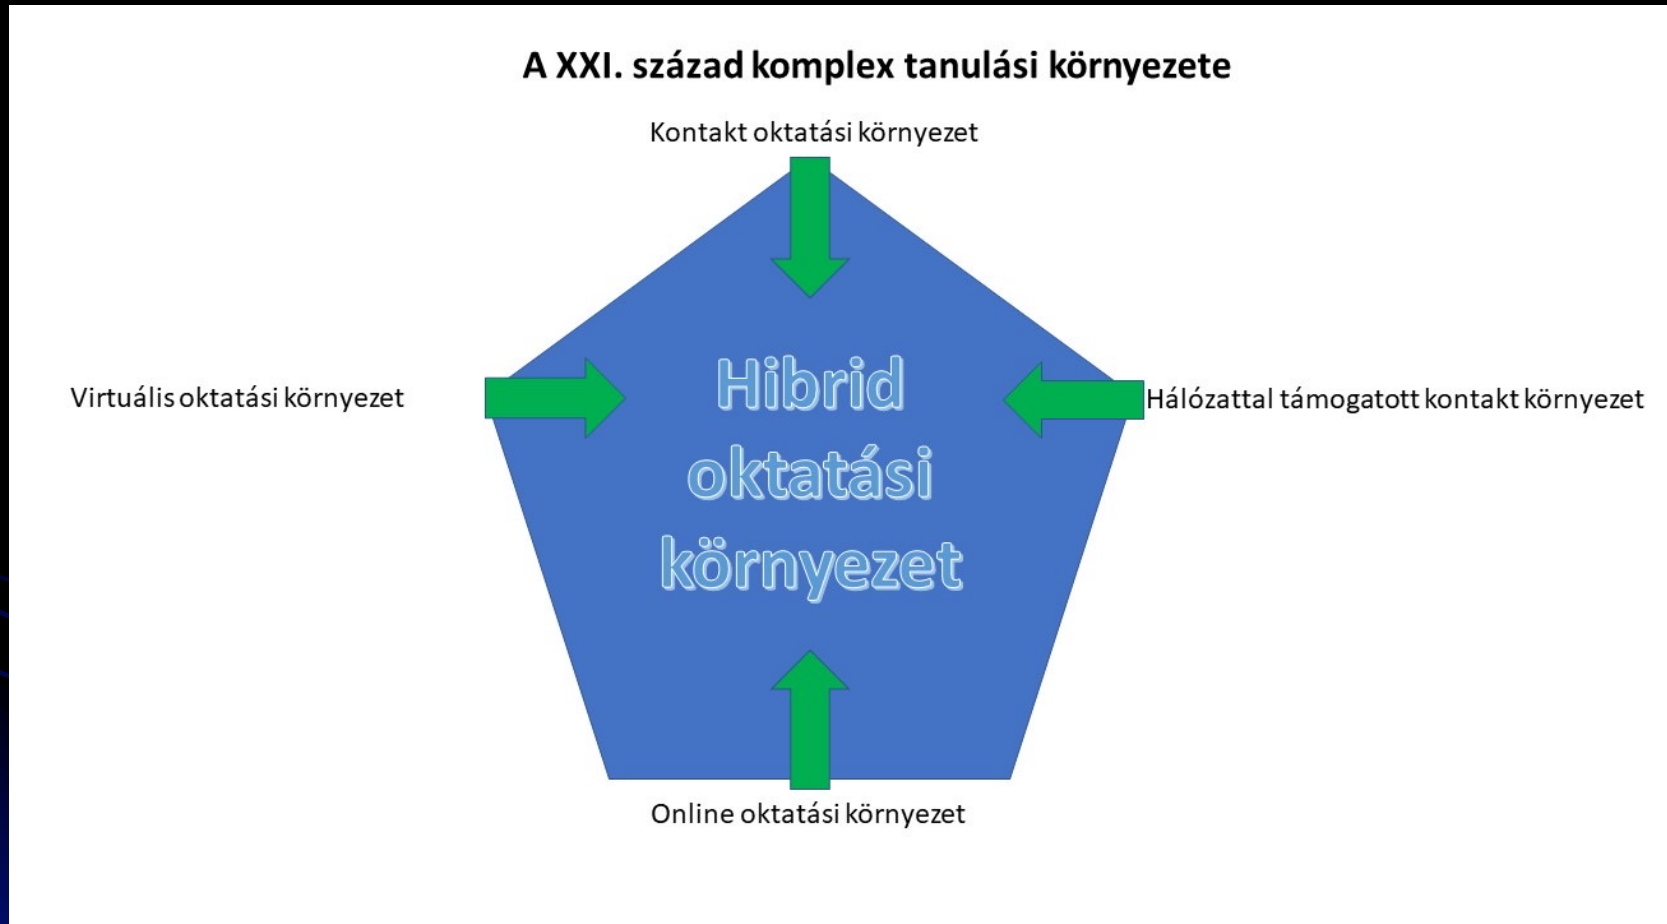 A XXI. század komplex tanulási környezete
Kontakt oktatási környezet
Virtuális oktatási környezet
Hibrid
oktatási
környezet
Hálózattal támogatott kontakt környezet
Online oktatási környezet